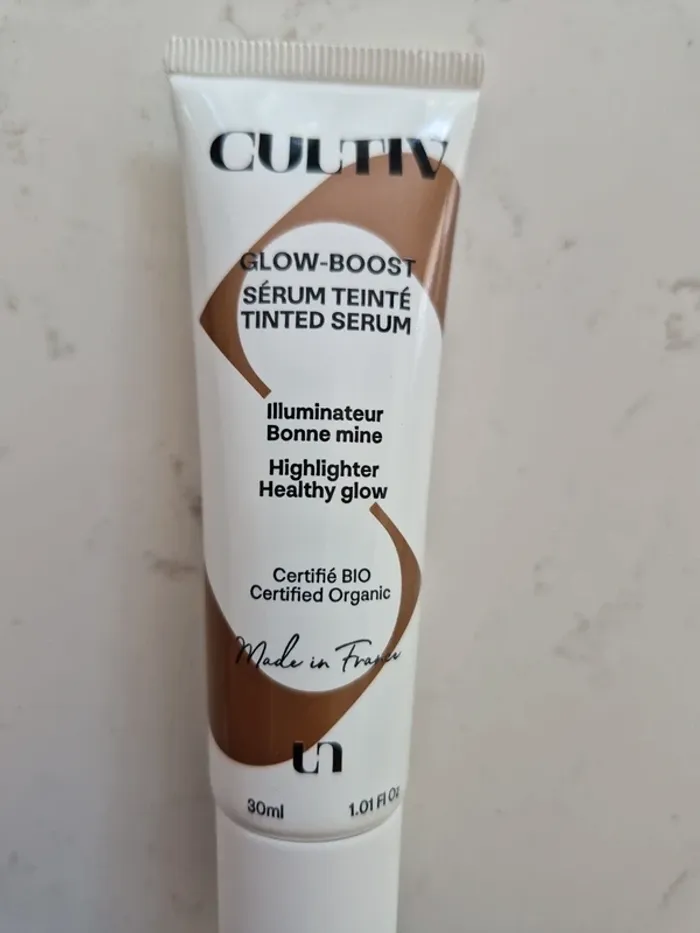 CULTIV
GLOW-BOOST
SÉRUM TEINTÉ
TINTED SERUM
Illuminateur
Bonne mine
Highlighter
Healthy glow
Certifié BIO
Certified Organic
Made in France
30ml 1.01 Fl Oz